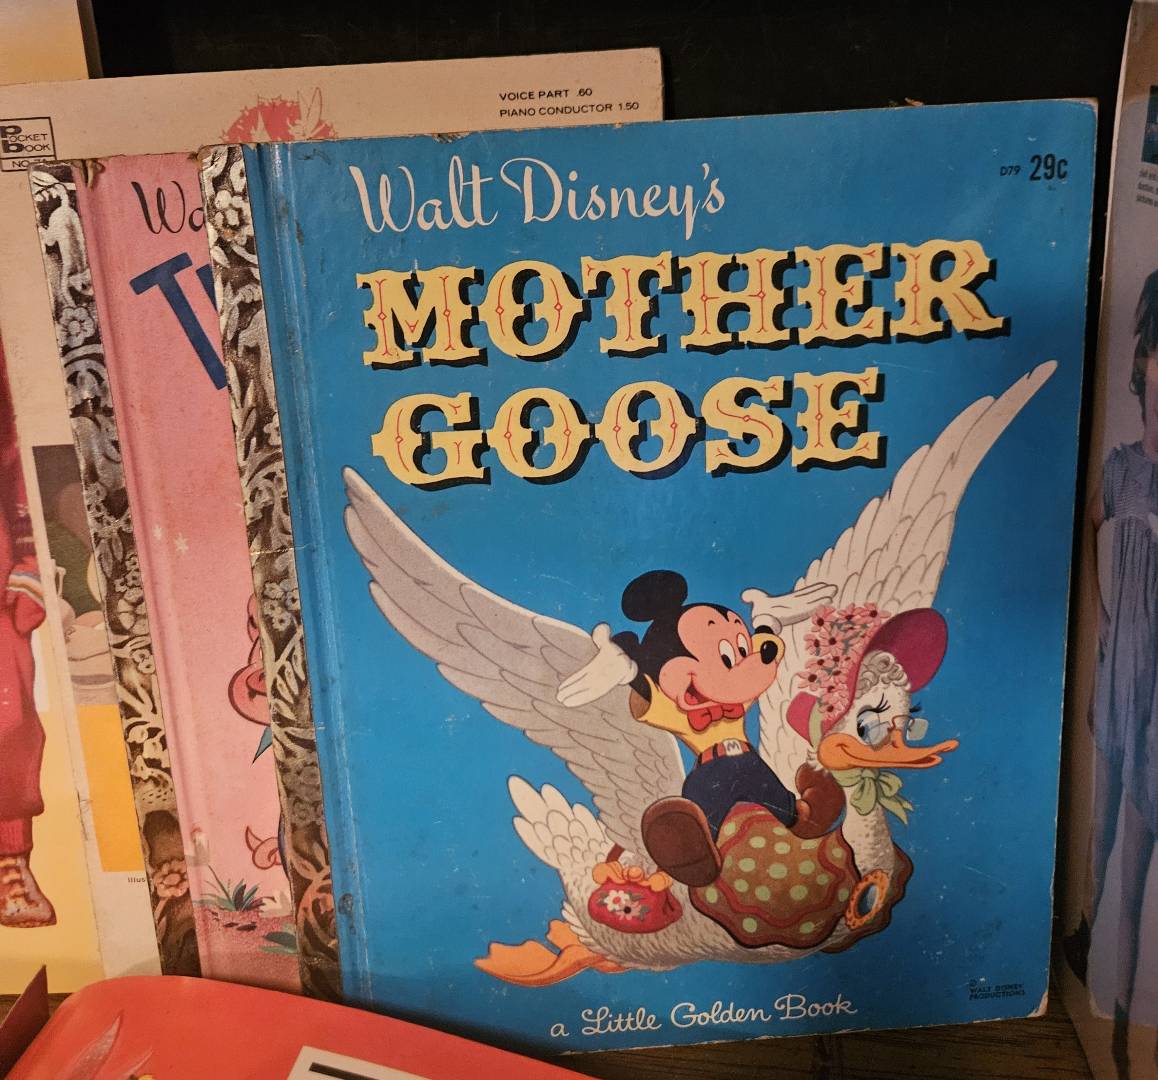 VOICE PART .60
PIANO CONDUCTOR 1.50
POCKET
BOOK
Walt Disney's
D79 29c
MOTHER
GOOSE
M
Illus
© WALT DISNEY
PRODUCTIONS
a Little Golden Book